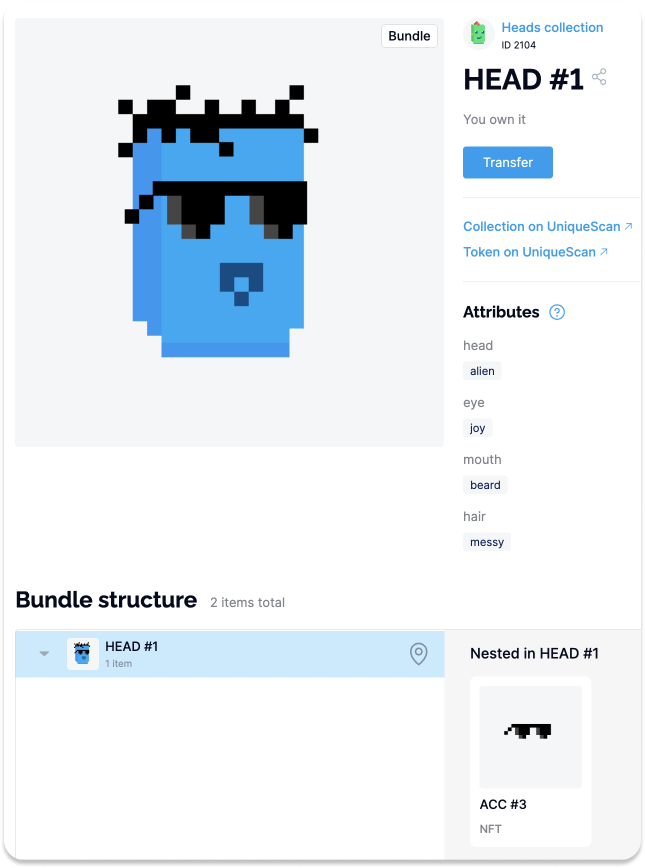 Bundle
Heads collection
ID 2104
HEAD #1
You own it
Transfer
Collection on UniqueScan ↗
Token on UniqueScan ↗
Attributes ?
head
alien
eye
joy
mouth
beard
hair
messy
Bundle structure 2 items total
HEAD #1
1 item
Nested in HEAD #1
ACC #3
NFT